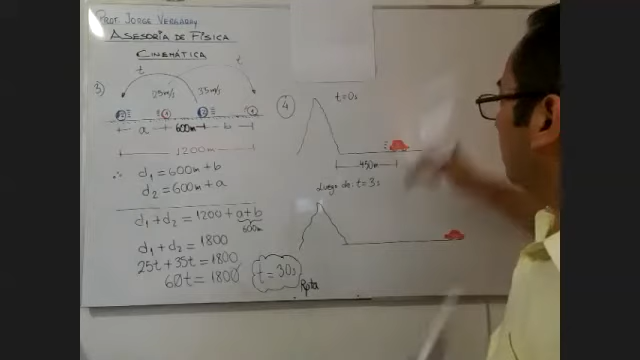 Prof. Jorge Vergaray
Asesoría de Física
Cinemática
3)
t
t
25m/s
35m/s
a
600m
b
1200m
∴ d₁ = 600m + b
d₂ = 600m + a
d₁ + d₂ = 1200 + a + b
600m
d₁ + d₂ = 1800
25t + 35t = 1800
60t = 1800
t = 30s
Rpta
4
t = 0s
450m
Luego de: t = 3s